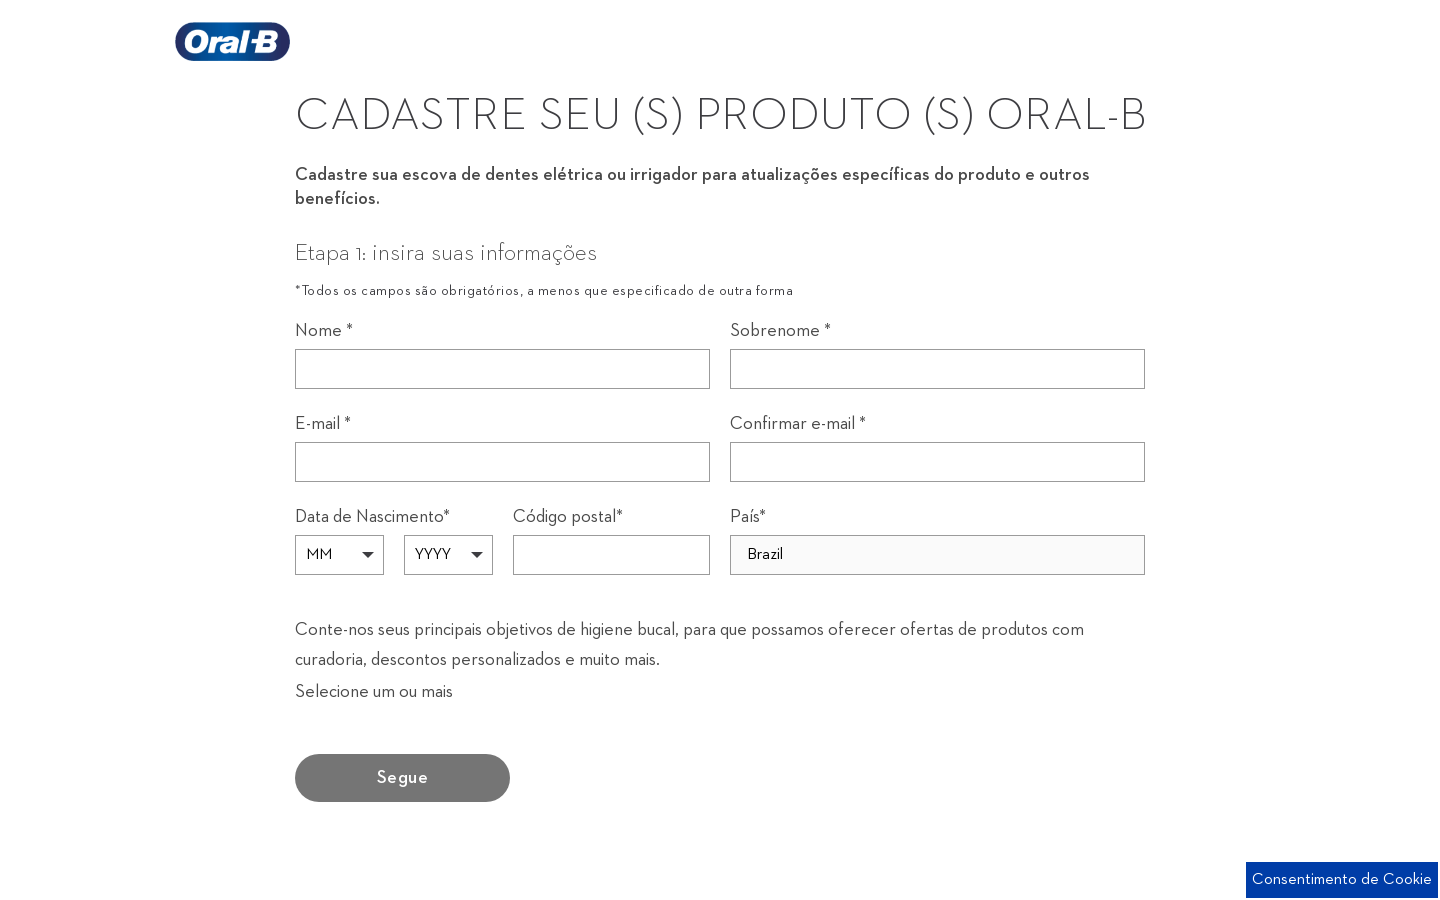 Oral-B
CADASTRE SEU (S) PRODUTO (S) ORAL-B
Cadastre sua escova de dentes elétrica ou irrigador para atualizações específicas do produto e outros
benefícios.
Etapa 1: insira suas informações
*Todos os campos são obrigatórios, a menos que especificado de outra forma
Nome * Sobrenome *
E-mail * Confirmar e-mail *
Data de Nascimento* Código postal* País*
MM YYYY Brazil
Conte-nos seus principais objetivos de higiene bucal, para que possamos oferecer ofertas de produtos com
curadoria, descontos personalizados e muito mais.
Selecione um ou mais
Segue
Consentimento de Cookie